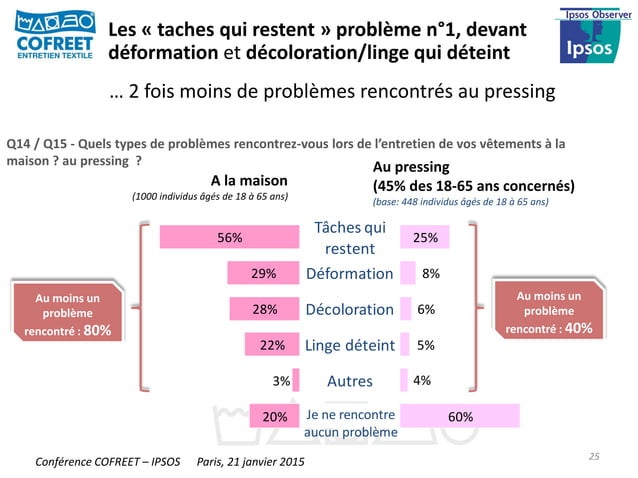 COFREET
ENTRETIEN TEXTILE
Les « taches qui restent » problème n°1, devant
déformation et décoloration/linge qui déteint
Ipsos Observer
Ipsos
... 2 fois moins de problèmes rencontrés au pressing
Q14 / Q15 - Quels types de problèmes rencontrez-vous lors de l’entretien de vos vêtements à la
maison ? au pressing ?
A la maison
(1000 individus âgés de 18 à 65 ans)
Au pressing
(45% des 18-65 ans concernés)
(base: 448 individus âgés de 18 à 65 ans)
56%
Tâches qui
restent
25%
29%
Déformation
8%
28%
Décoloration
6%
22%
Linge déteint
5%
3%
Autres
4%
20%
Je ne rencontre
aucun problème
60%
Au moins un
problème
rencontré : 80%
Au moins un
problème
rencontré : 40%
Conférence COFREET – IPSOS Paris, 21 janvier 2015
25